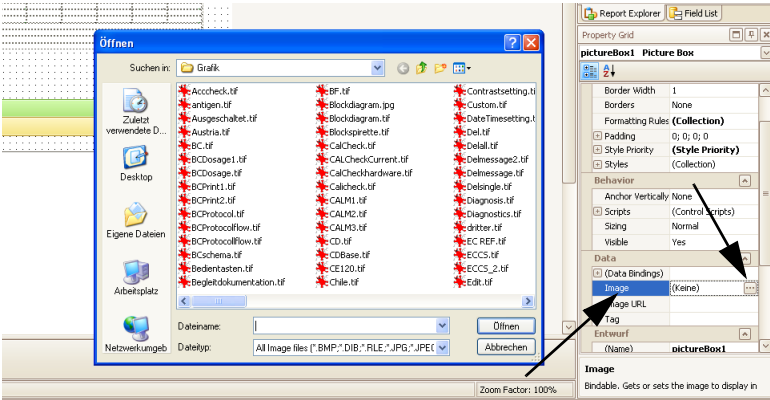 Öffnen
Suchen in:
Grafik
Zuletzt
verwendete D...
Desktop
Eigene Dateien
Arbeitsplatz
Netzwerkumgeb
Acccheck.tif
antigen.tif
Ausgeschaltet.tif
Austria.tif
BC.tif
BCDosage1.tif
BCDosage.tif
BCPrint1.tif
BCPrint2.tif
BCProtocol.tif
BCProtocolflow.tif
BCProtocollflow.tif
BCschema.tif
Bedientasten.tif
Begleitdokumentation.tif
BF.tif
Blockdiagram.jpg
Blockdiagram.tif
Blockspirette.tif
CalCheck.tif
CALCheckCurrent.tif
CalCheckhardware.tif
Calicheck.tif
CALM1.tif
CALM2.tif
CALM3.tif
CD.tif
CDBase.tif
CE120.tif
Chile.tif
Contrastsetting.ti
Custom.tif
DateTimesetting.t
Del.tif
Delall.tif
Delmessage2.tif
Delmessage.tif
Delsingle.tif
Diagnosis.tif
Diagnostics.tif
dritter.tif
EC REF.tif
ECCS.tif
ECCS_2.tif
Edit.tif
Dateiname:
Öffnen
Dateityp:
All Image files (*.BMP;*.DIB;*.RLE;*.JPG;*.JPEC
Abbrechen
Zoom Factor: 100%
Report Explorer
Field List
Property Grid
pictureBox1 Picture Box
Border Width 1
Borders None
Formatting Rules (Collection)
Padding 0; 0; 0; 0
Style Priority (Style Priority)
Styles (Collection)
Behavior
Anchor Vertically None
Scripts (Control Scripts)
Sizing Normal
Visible Yes
Data
(Data Bindings)
Image (Keine)
Image URL
Tag
Entwurf
(Name) pictureBox1
Image
Bindable. Gets or sets the image to display in